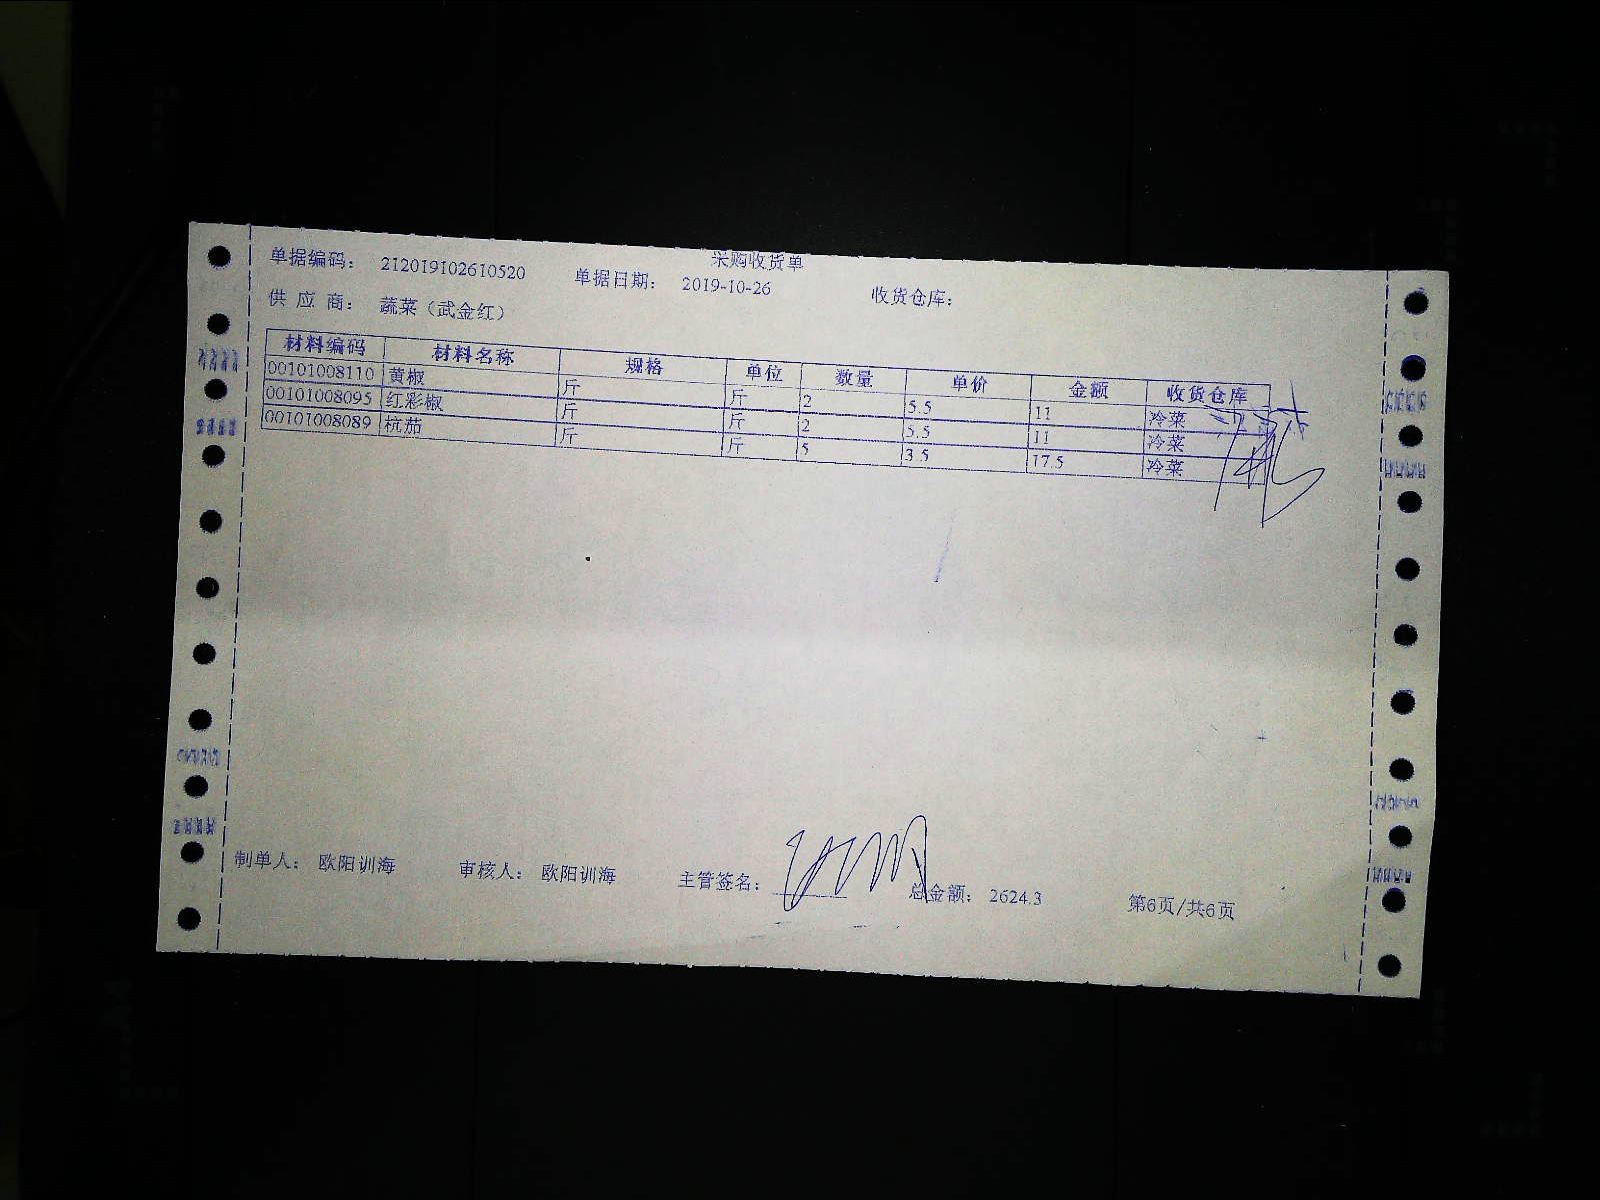 采购收货单
单据编码： 212019102610520 单据日期： 2019-10-26 收货仓库：
供 应 商： 蔬菜（武金红）
材料编码 材料名称 规格 单位 数量 单价 金额 收货仓库
00101008110 黄椒 斤 斤 2 5.5 11 冷菜
00101008095 红彩椒 斤 斤 2 5.5 11 冷菜
00101008089 杭茄 斤 斤 5 3.5 17.5 冷菜
制单人： 欧阳训海 审核人： 欧阳训海 主管签名： 总金额： 2624.3 第6页/共6页